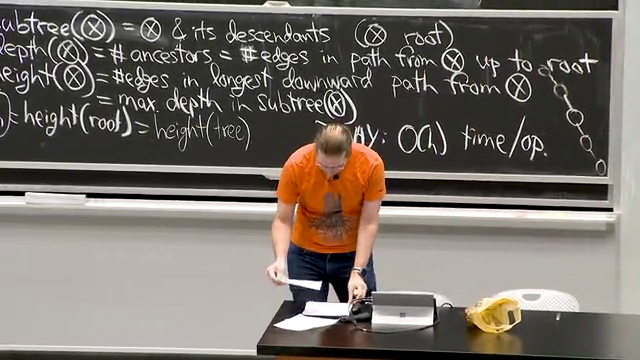 subtree(ⓧ) = ⓧ & its descendants (ⓧ root)
depth(ⓧ) = # ancestors = # edges in path from ⓧ up to root
height(ⓧ) = # edges in longest downward path from ⓧ
= max. depth in subtree(ⓧ)
= height(root) = height(tree)
O(h) time/op.